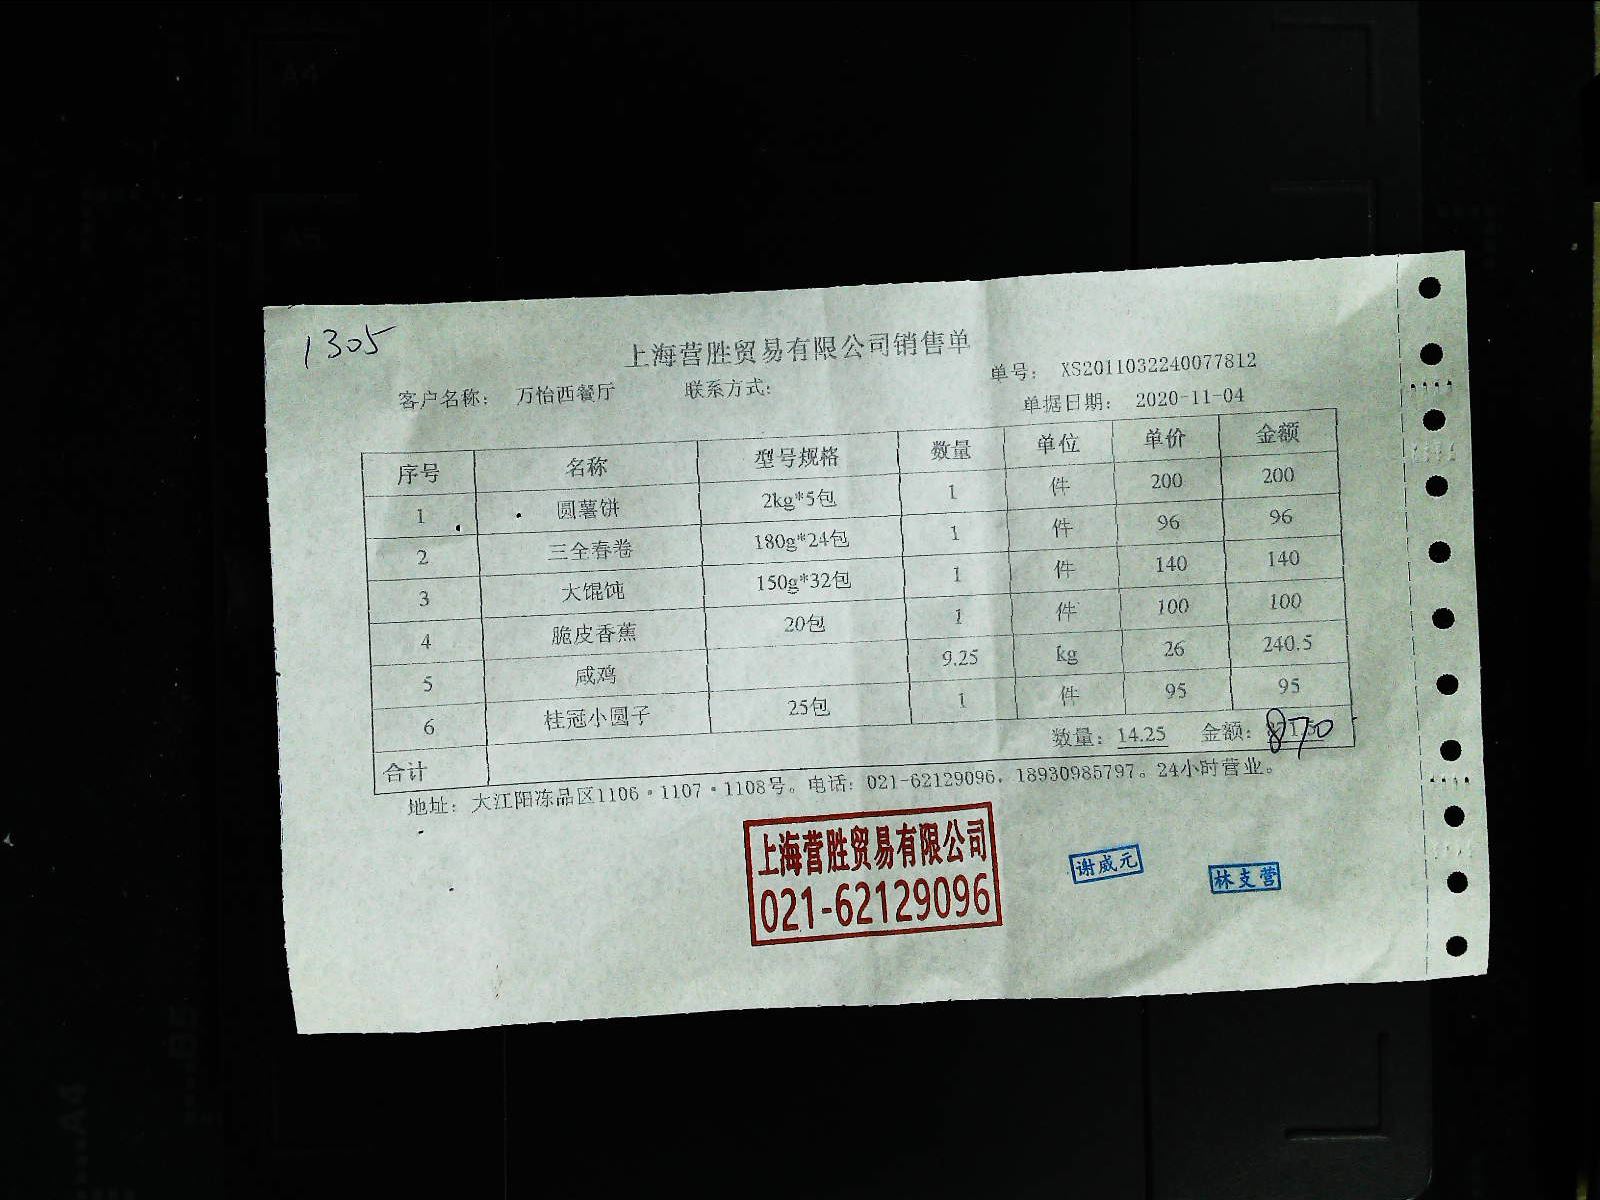 1305
上海营胜贸易有限公司销售单
单号： XS2011032240077812
客户名称： 万怡西餐厅 联系方式：
单据日期： 2020-11-04
序号 名称 型号规格 数量 单位 单价 金额
1 圆薯饼 2kg*5包 1 件 200 200
2 三全春卷 180g*24包 1 件 96 96
3 大馄饨 150g*32包 1 件 140 140
4 脆皮香蕉 20包 1 件 100 100
5 咸鸡 9.25 kg 26 240.5
6 桂冠小圆子 25包 1 件 95 95
合计 数量：14.25 金额：870
地址： 大江阳冻品区1106·1107·1108号。电话：021-62129096，18930985797。24小时营业。
上海营胜贸易有限公司
021-62129096
谢威元
林支营
A4
A5
B5
A4